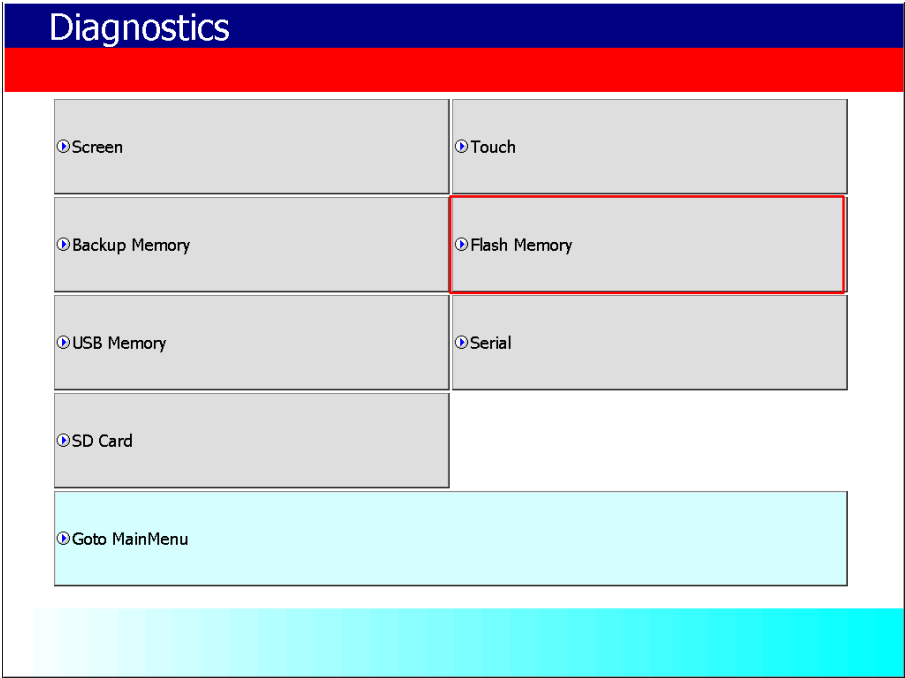 Diagnostics
Screen
Touch
Backup Memory
Flash Memory
USB Memory
Serial
SD Card
Goto MainMenu